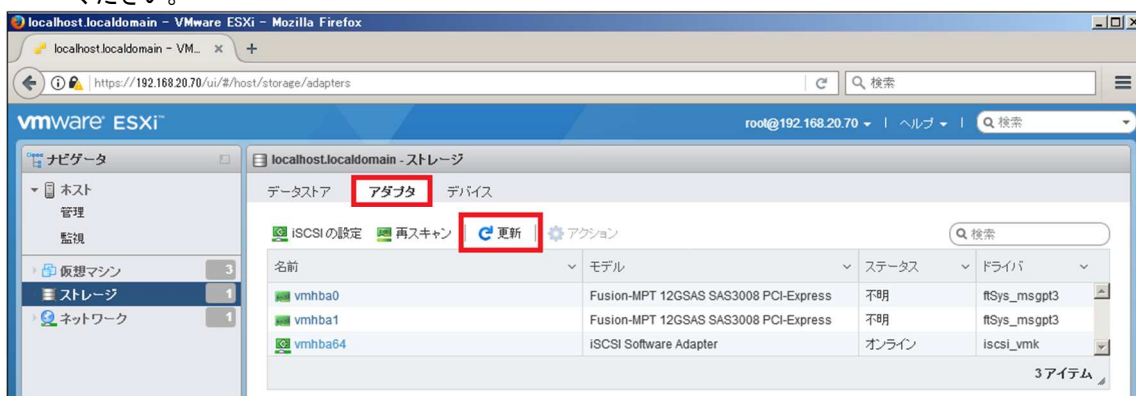 ください。
localhost.localdomain - VMware ESXi - Mozilla Firefox
localhost.localdomain - VM... × +
https://192.168.20.70/ui/#/host/storage/adapters 検索
vmware ESXi™ root@192.168.20.70 | ヘルプ | 検索
ナビゲータ localhost.localdomain - ストレージ
ホスト データストア アダプタ デバイス
管理
監視 iSCSI の設定 再スキャン 更新 アクション 検索
仮想マシン 3 名前 モデル ステータス ドライバ
ストレージ 1 vmhba0 Fusion-MPT 12GSAS SAS3008 PCI-Express 不明 ftSys_msgpt3
ネットワーク 1 vmhba1 Fusion-MPT 12GSAS SAS3008 PCI-Express 不明 ftSys_msgpt3
vmhba64 iSCSI Software Adapter オンライン iscsi_vmk
3 アイテム